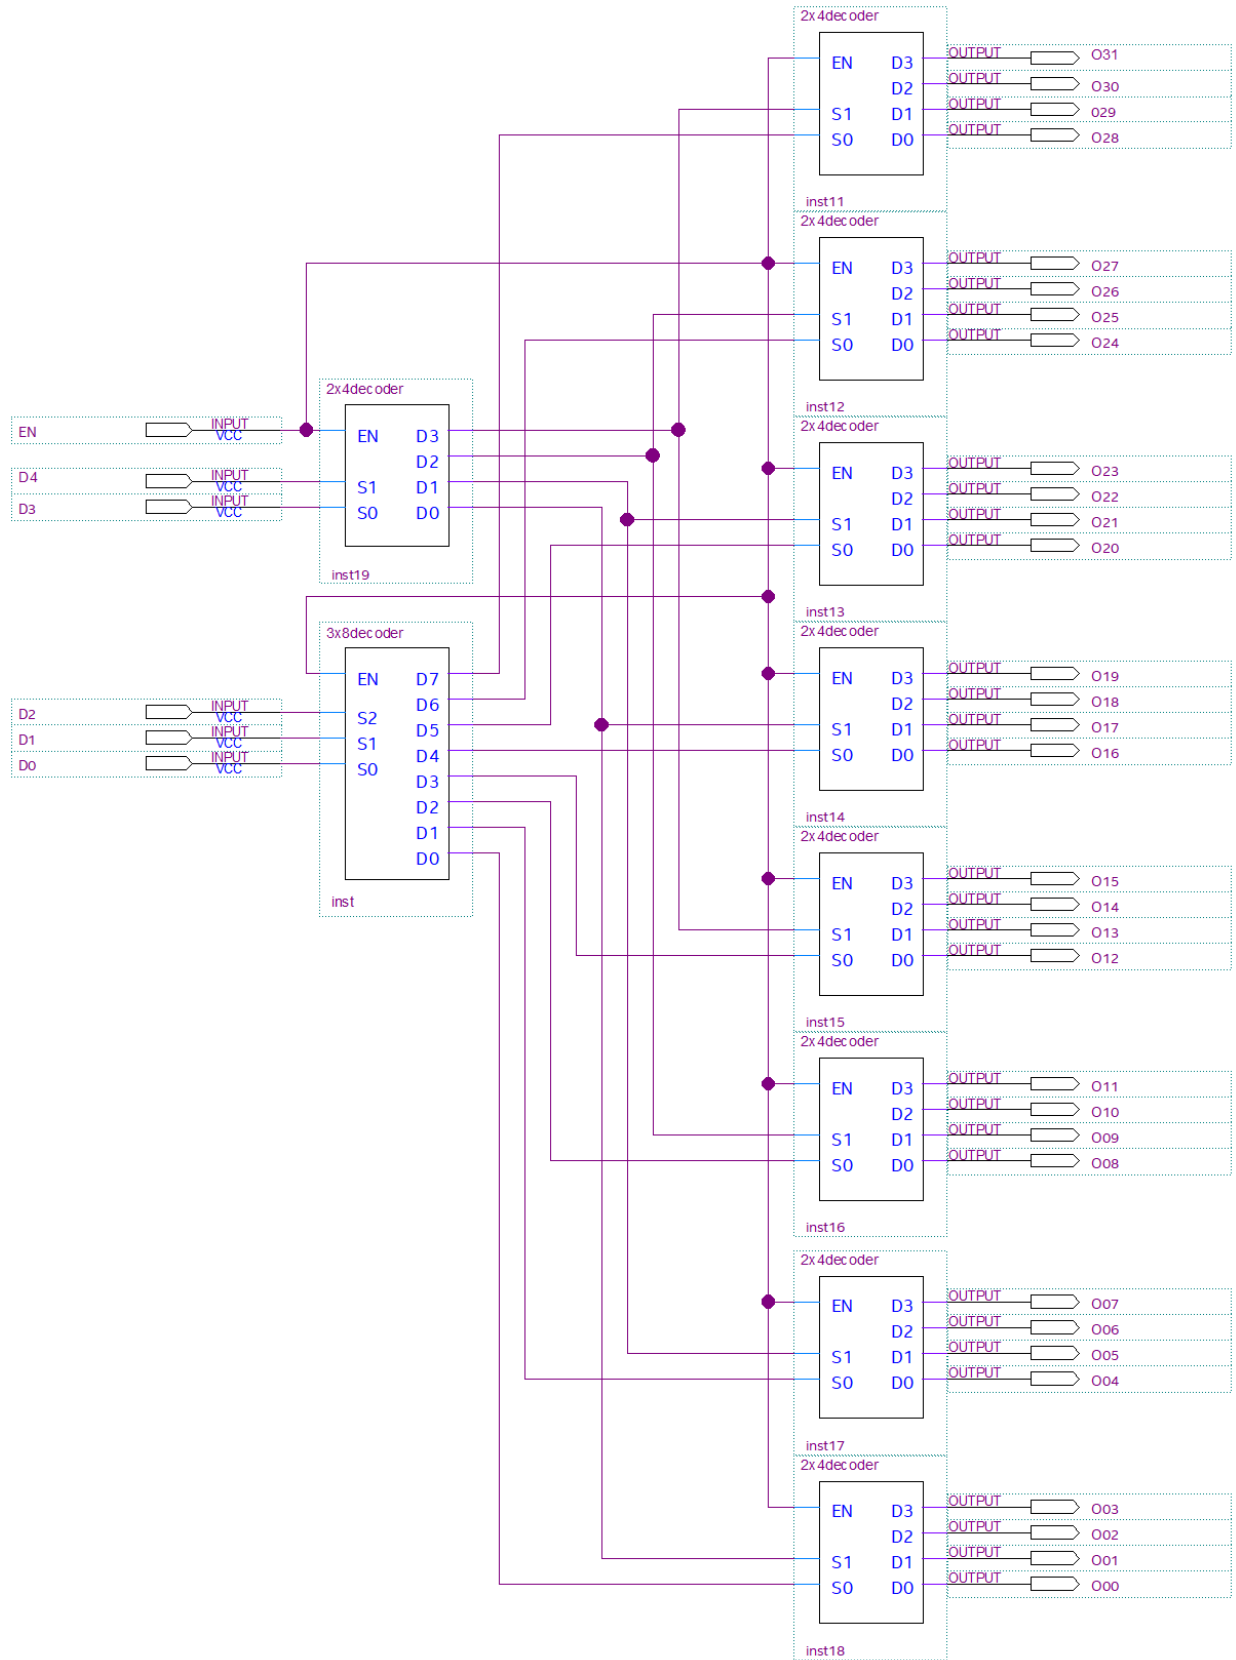 2x4decoder
EN D3
D2
S1 D1
S0 D0
inst11
OUTPUT O31
OUTPUT O30
OUTPUT 029
OUTPUT O28
2x4decoder
EN D3
D2
S1 D1
S0 D0
inst12
OUTPUT O27
OUTPUT O26
OUTPUT O25
OUTPUT O24
EN INPUT VCC
D4 INPUT VCC
D3 INPUT VCC
2x4decoder
EN D3
D2
S1 D1
S0 D0
inst19
2x4decoder
EN D3
D2
S1 D1
S0 D0
inst13
OUTPUT O23
OUTPUT O22
OUTPUT O21
OUTPUT O20
D2 INPUT VCC
D1 INPUT VCC
D0 INPUT VCC
3x8decoder
EN D7
D6
S2 D5
S1 D4
S0 D3
D2
D1
D0
inst
2x4decoder
EN D3
D2
S1 D1
S0 D0
inst14
OUTPUT O19
OUTPUT O18
OUTPUT O17
OUTPUT O16
2x4decoder
EN D3
D2
S1 D1
S0 D0
inst15
OUTPUT O15
OUTPUT O14
OUTPUT O13
OUTPUT O12
2x4decoder
EN D3
D2
S1 D1
S0 D0
inst16
OUTPUT O11
OUTPUT O10
OUTPUT O09
OUTPUT O08
2x4decoder
EN D3
D2
S1 D1
S0 D0
inst17
OUTPUT O07
OUTPUT O06
OUTPUT O05
OUTPUT O04
2x4decoder
EN D3
D2
S1 D1
S0 D0
inst18
OUTPUT O03
OUTPUT O02
OUTPUT O01
OUTPUT O00